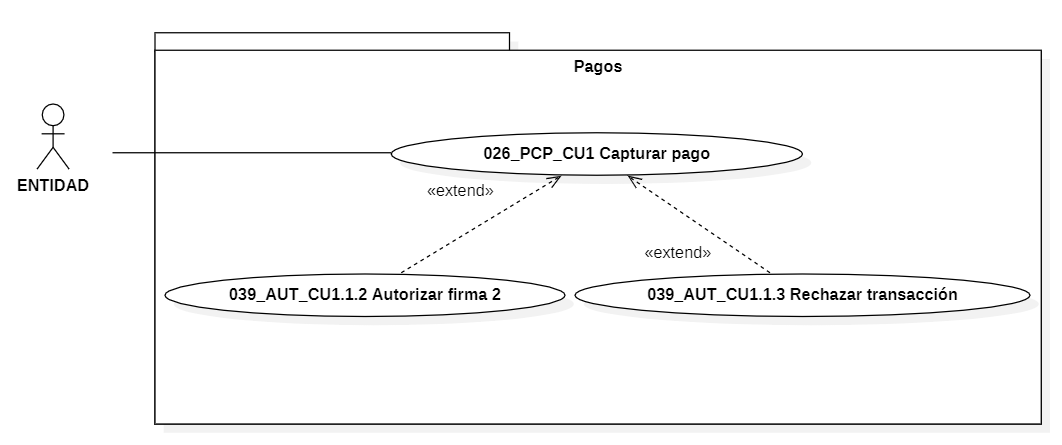 Pagos
ENTIDAD
026_PCP_CU1 Capturar pago
«extend»
«extend»
039_AUT_CU1.1.2 Autorizar firma 2
039_AUT_CU1.1.3 Rechazar transacción